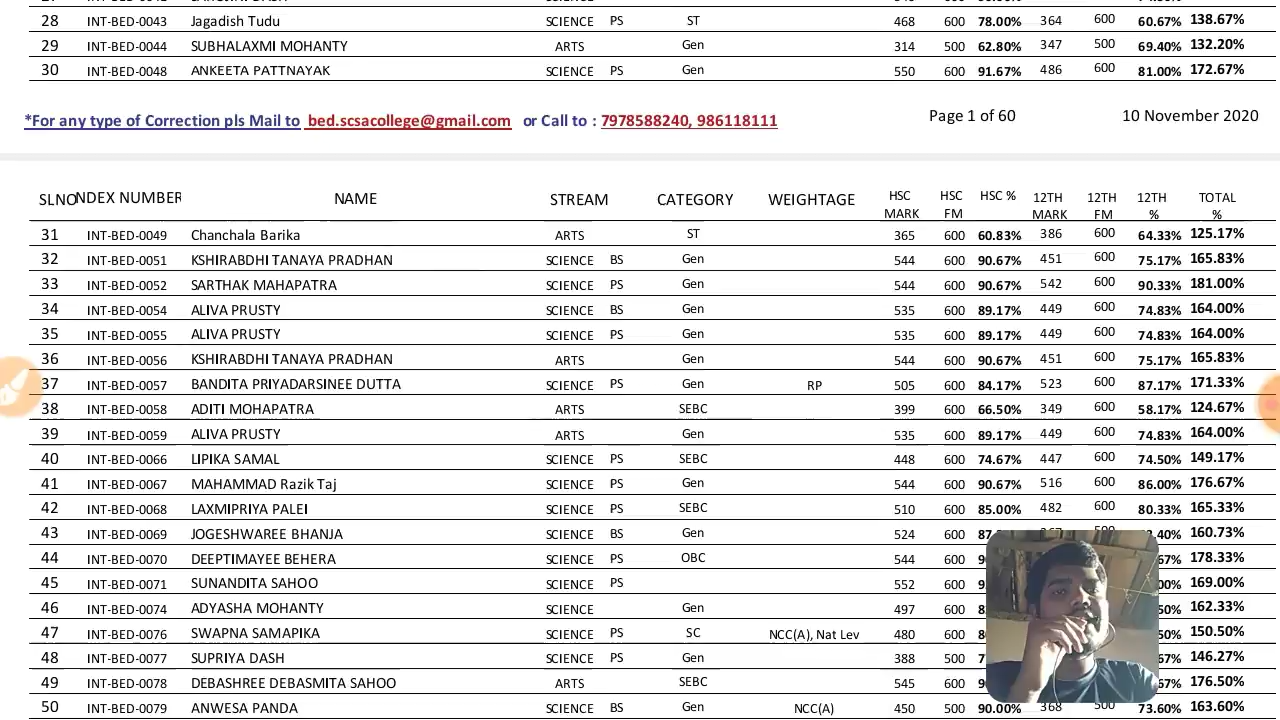 28 INT-BED-0043 Jagadish Tudu SCIENCE PS ST 468 600 78.00% 364 600 60.67% 138.67%
29 INT-BED-0044 SUBHALAXMI MOHANTY ARTS Gen 314 500 62.80% 347 500 69.40% 132.20%
30 INT-BED-0048 ANKEETA PATTNAYAK SCIENCE PS Gen 550 600 91.67% 486 600 81.00% 172.67%
*For any type of Correction pls Mail to bed.scsacollege@gmail.com or Call to : 7978588240, 986118111 Page 1 of 60 10 November 2020
SLNO NDEX NUMBER NAME STREAM CATEGORY WEIGHTAGE HSC MARK HSC FM HSC % 12TH MARK 12TH FM 12TH % TOTAL %
31 INT-BED-0049 Chanchala Barika ARTS ST 365 600 60.83% 386 600 64.33% 125.17%
32 INT-BED-0051 KSHIRABDHI TANAYA PRADHAN SCIENCE BS Gen 544 600 90.67% 451 600 75.17% 165.83%
33 INT-BED-0052 SARTHAK MAHAPATRA SCIENCE PS Gen 544 600 90.67% 542 600 90.33% 181.00%
34 INT-BED-0054 ALIVA PRUSTY SCIENCE BS Gen 535 600 89.17% 449 600 74.83% 164.00%
35 INT-BED-0055 ALIVA PRUSTY SCIENCE PS Gen 535 600 89.17% 449 600 74.83% 164.00%
36 INT-BED-0056 KSHIRABDHI TANAYA PRADHAN ARTS Gen 544 600 90.67% 451 600 75.17% 165.83%
37 INT-BED-0057 BANDITA PRIYADARSINEE DUTTA SCIENCE PS Gen RP 505 600 84.17% 523 600 87.17% 171.33%
38 INT-BED-0058 ADITI MOHAPATRA ARTS SEBC 399 600 66.50% 349 600 58.17% 124.67%
39 INT-BED-0059 ALIVA PRUSTY ARTS Gen 535 600 89.17% 449 600 74.83% 164.00%
40 INT-BED-0066 LIPIKA SAMAL SCIENCE PS SEBC 448 600 74.67% 447 600 74.50% 149.17%
41 INT-BED-0067 MAHAMMAD Razik Taj SCIENCE PS Gen 544 600 90.67% 516 600 86.00% 176.67%
42 INT-BED-0068 LAXMIPRIYA PALEI SCIENCE PS SEBC 510 600 85.00% 482 600 80.33% 165.33%
43 INT-BED-0069 JOGESHWAREE BHANJA SCIENCE BS Gen 524 600 160.73%
44 INT-BED-0070 DEEPTIMAYEE BEHERA SCIENCE PS OBC 544 600 178.33%
45 INT-BED-0071 SUNANDITA SAHOO SCIENCE PS 552 600 169.00%
46 INT-BED-0074 ADYASHA MOHANTY SCIENCE Gen 497 600 162.33%
47 INT-BED-0076 SWAPNA SAMAPIKA SCIENCE PS SC NCC(A), Nat Lev 480 600 150.50%
48 INT-BED-0077 SUPRIYA DASH SCIENCE PS Gen 388 500 146.27%
49 INT-BED-0078 DEBASHREE DEBASMITA SAHOO ARTS SEBC 545 600 176.50%
50 INT-BED-0079 ANWESA PANDA SCIENCE BS Gen NCC(A) 450 500 90.00% 368 500 73.60% 163.60%